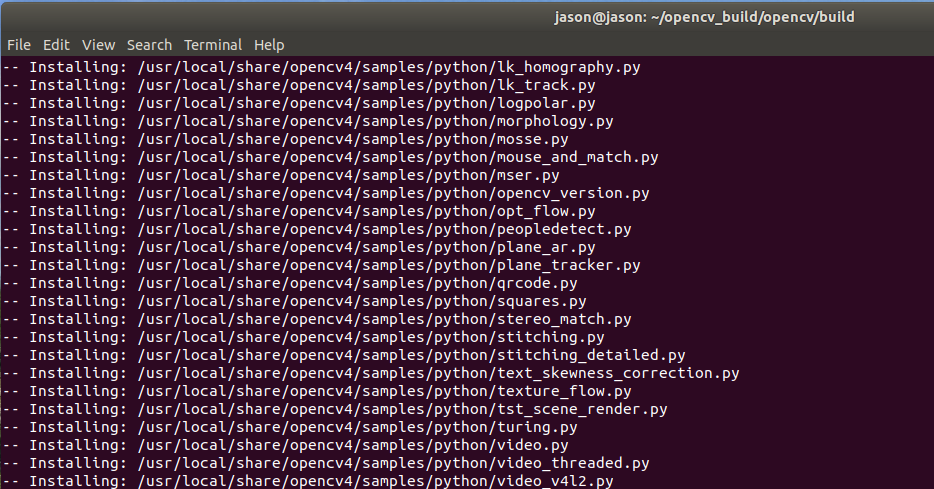 jason@jason: ~/opencv_build/opencv/build
File Edit View Search Terminal Help
-- Installing: /usr/local/share/opencv4/samples/python/lk_homography.py
-- Installing: /usr/local/share/opencv4/samples/python/lk_track.py
-- Installing: /usr/local/share/opencv4/samples/python/logpolar.py
-- Installing: /usr/local/share/opencv4/samples/python/morphology.py
-- Installing: /usr/local/share/opencv4/samples/python/mosse.py
-- Installing: /usr/local/share/opencv4/samples/python/mouse_and_match.py
-- Installing: /usr/local/share/opencv4/samples/python/mser.py
-- Installing: /usr/local/share/opencv4/samples/python/opencv_version.py
-- Installing: /usr/local/share/opencv4/samples/python/opt_flow.py
-- Installing: /usr/local/share/opencv4/samples/python/peopledetect.py
-- Installing: /usr/local/share/opencv4/samples/python/plane_ar.py
-- Installing: /usr/local/share/opencv4/samples/python/plane_tracker.py
-- Installing: /usr/local/share/opencv4/samples/python/qrcode.py
-- Installing: /usr/local/share/opencv4/samples/python/squares.py
-- Installing: /usr/local/share/opencv4/samples/python/stereo_match.py
-- Installing: /usr/local/share/opencv4/samples/python/stitching.py
-- Installing: /usr/local/share/opencv4/samples/python/stitching_detailed.py
-- Installing: /usr/local/share/opencv4/samples/python/text_skewness_correction.py
-- Installing: /usr/local/share/opencv4/samples/python/texture_flow.py
-- Installing: /usr/local/share/opencv4/samples/python/tst_scene_render.py
-- Installing: /usr/local/share/opencv4/samples/python/turing.py
-- Installing: /usr/local/share/opencv4/samples/python/video.py
-- Installing: /usr/local/share/opencv4/samples/python/video_threaded.py
-- Installing: /usr/local/share/opencv4/samples/python/video_v4l2.py